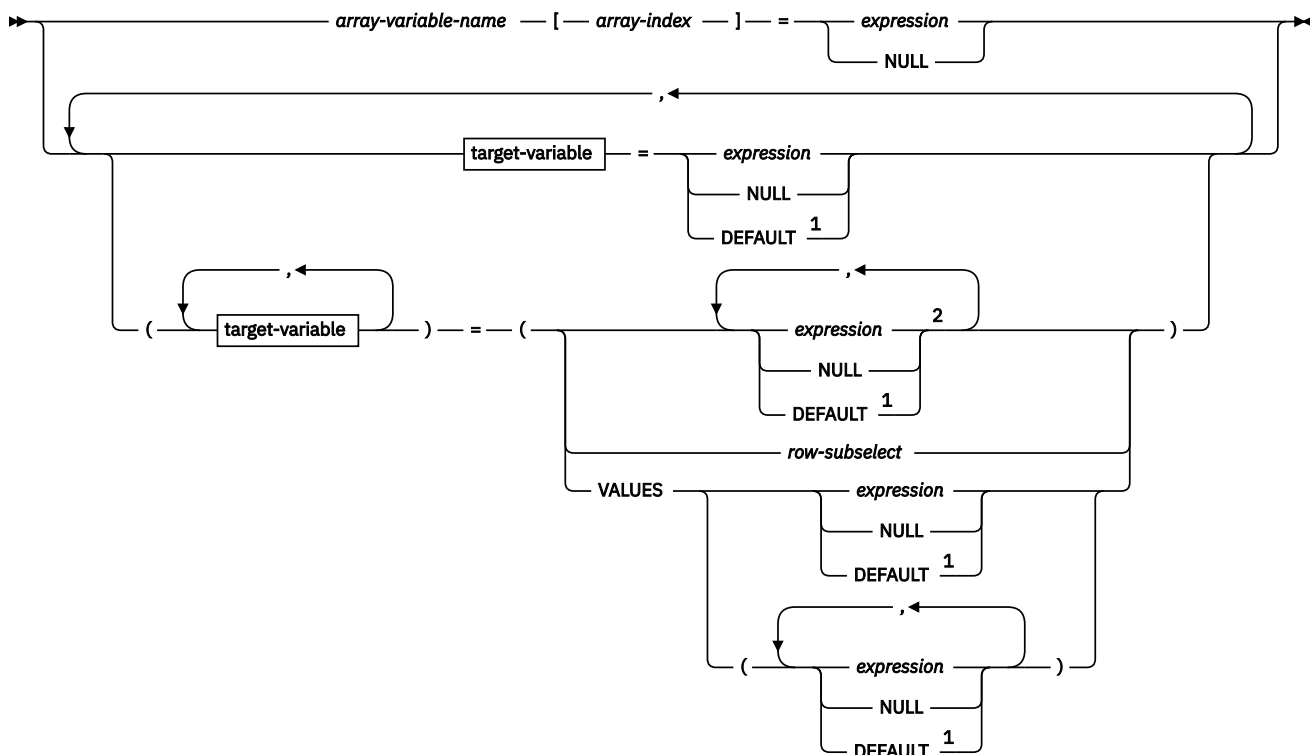 array-variable-name [ array-index ] = expression
NULL
,
target-variable = expression
NULL
DEFAULT 1
, ,
( target-variable ) = ( expression 2 )
NULL
DEFAULT 1
row-subselect
VALUES expression
NULL
DEFAULT 1
,
( expression )
NULL
DEFAULT 1